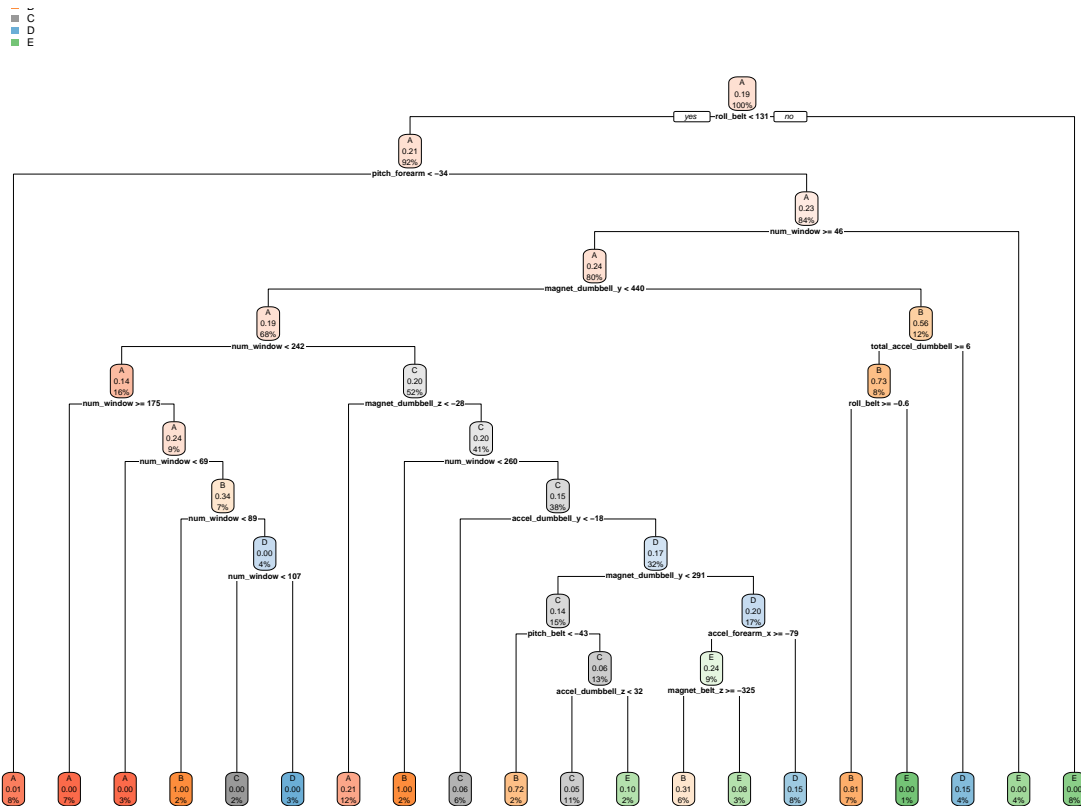 C
D
E
A
0.19
100%
yes
roll_belt < 131
no
A
0.21
92%
pitch_forearm < −34
A
0.23
84%
num_window >= 46
A
0.24
80%
magnet_dumbbell_y < 440
A
0.19
68%
num_window < 242
B
0.56
12%
total_accel_dumbbell >= 6
A
0.14
16%
num_window >= 175
C
0.20
52%
magnet_dumbbell_z < −28
B
0.73
8%
roll_belt >= −0.6
A
0.24
9%
num_window < 69
C
0.20
41%
num_window < 260
B
0.34
7%
num_window < 89
C
0.15
38%
accel_dumbbell_y < −18
D
0.00
4%
num_window < 107
D
0.17
32%
magnet_dumbbell_y < 291
C
0.14
15%
pitch_belt < −43
D
0.20
17%
accel_forearm_x >= −79
C
0.06
13%
accel_dumbbell_z < 32
E
0.24
9%
magnet_belt_z >= −325
A
0.01
8%
A
0.00
7%
A
0.00
3%
B
1.00
2%
C
0.00
2%
D
0.00
3%
A
0.21
12%
B
1.00
2%
C
0.06
6%
B
0.72
2%
C
0.05
11%
E
0.10
2%
B
0.31
6%
E
0.08
3%
D
0.15
8%
B
0.81
7%
E
0.00
1%
D
0.15
4%
E
0.00
4%
E
8%